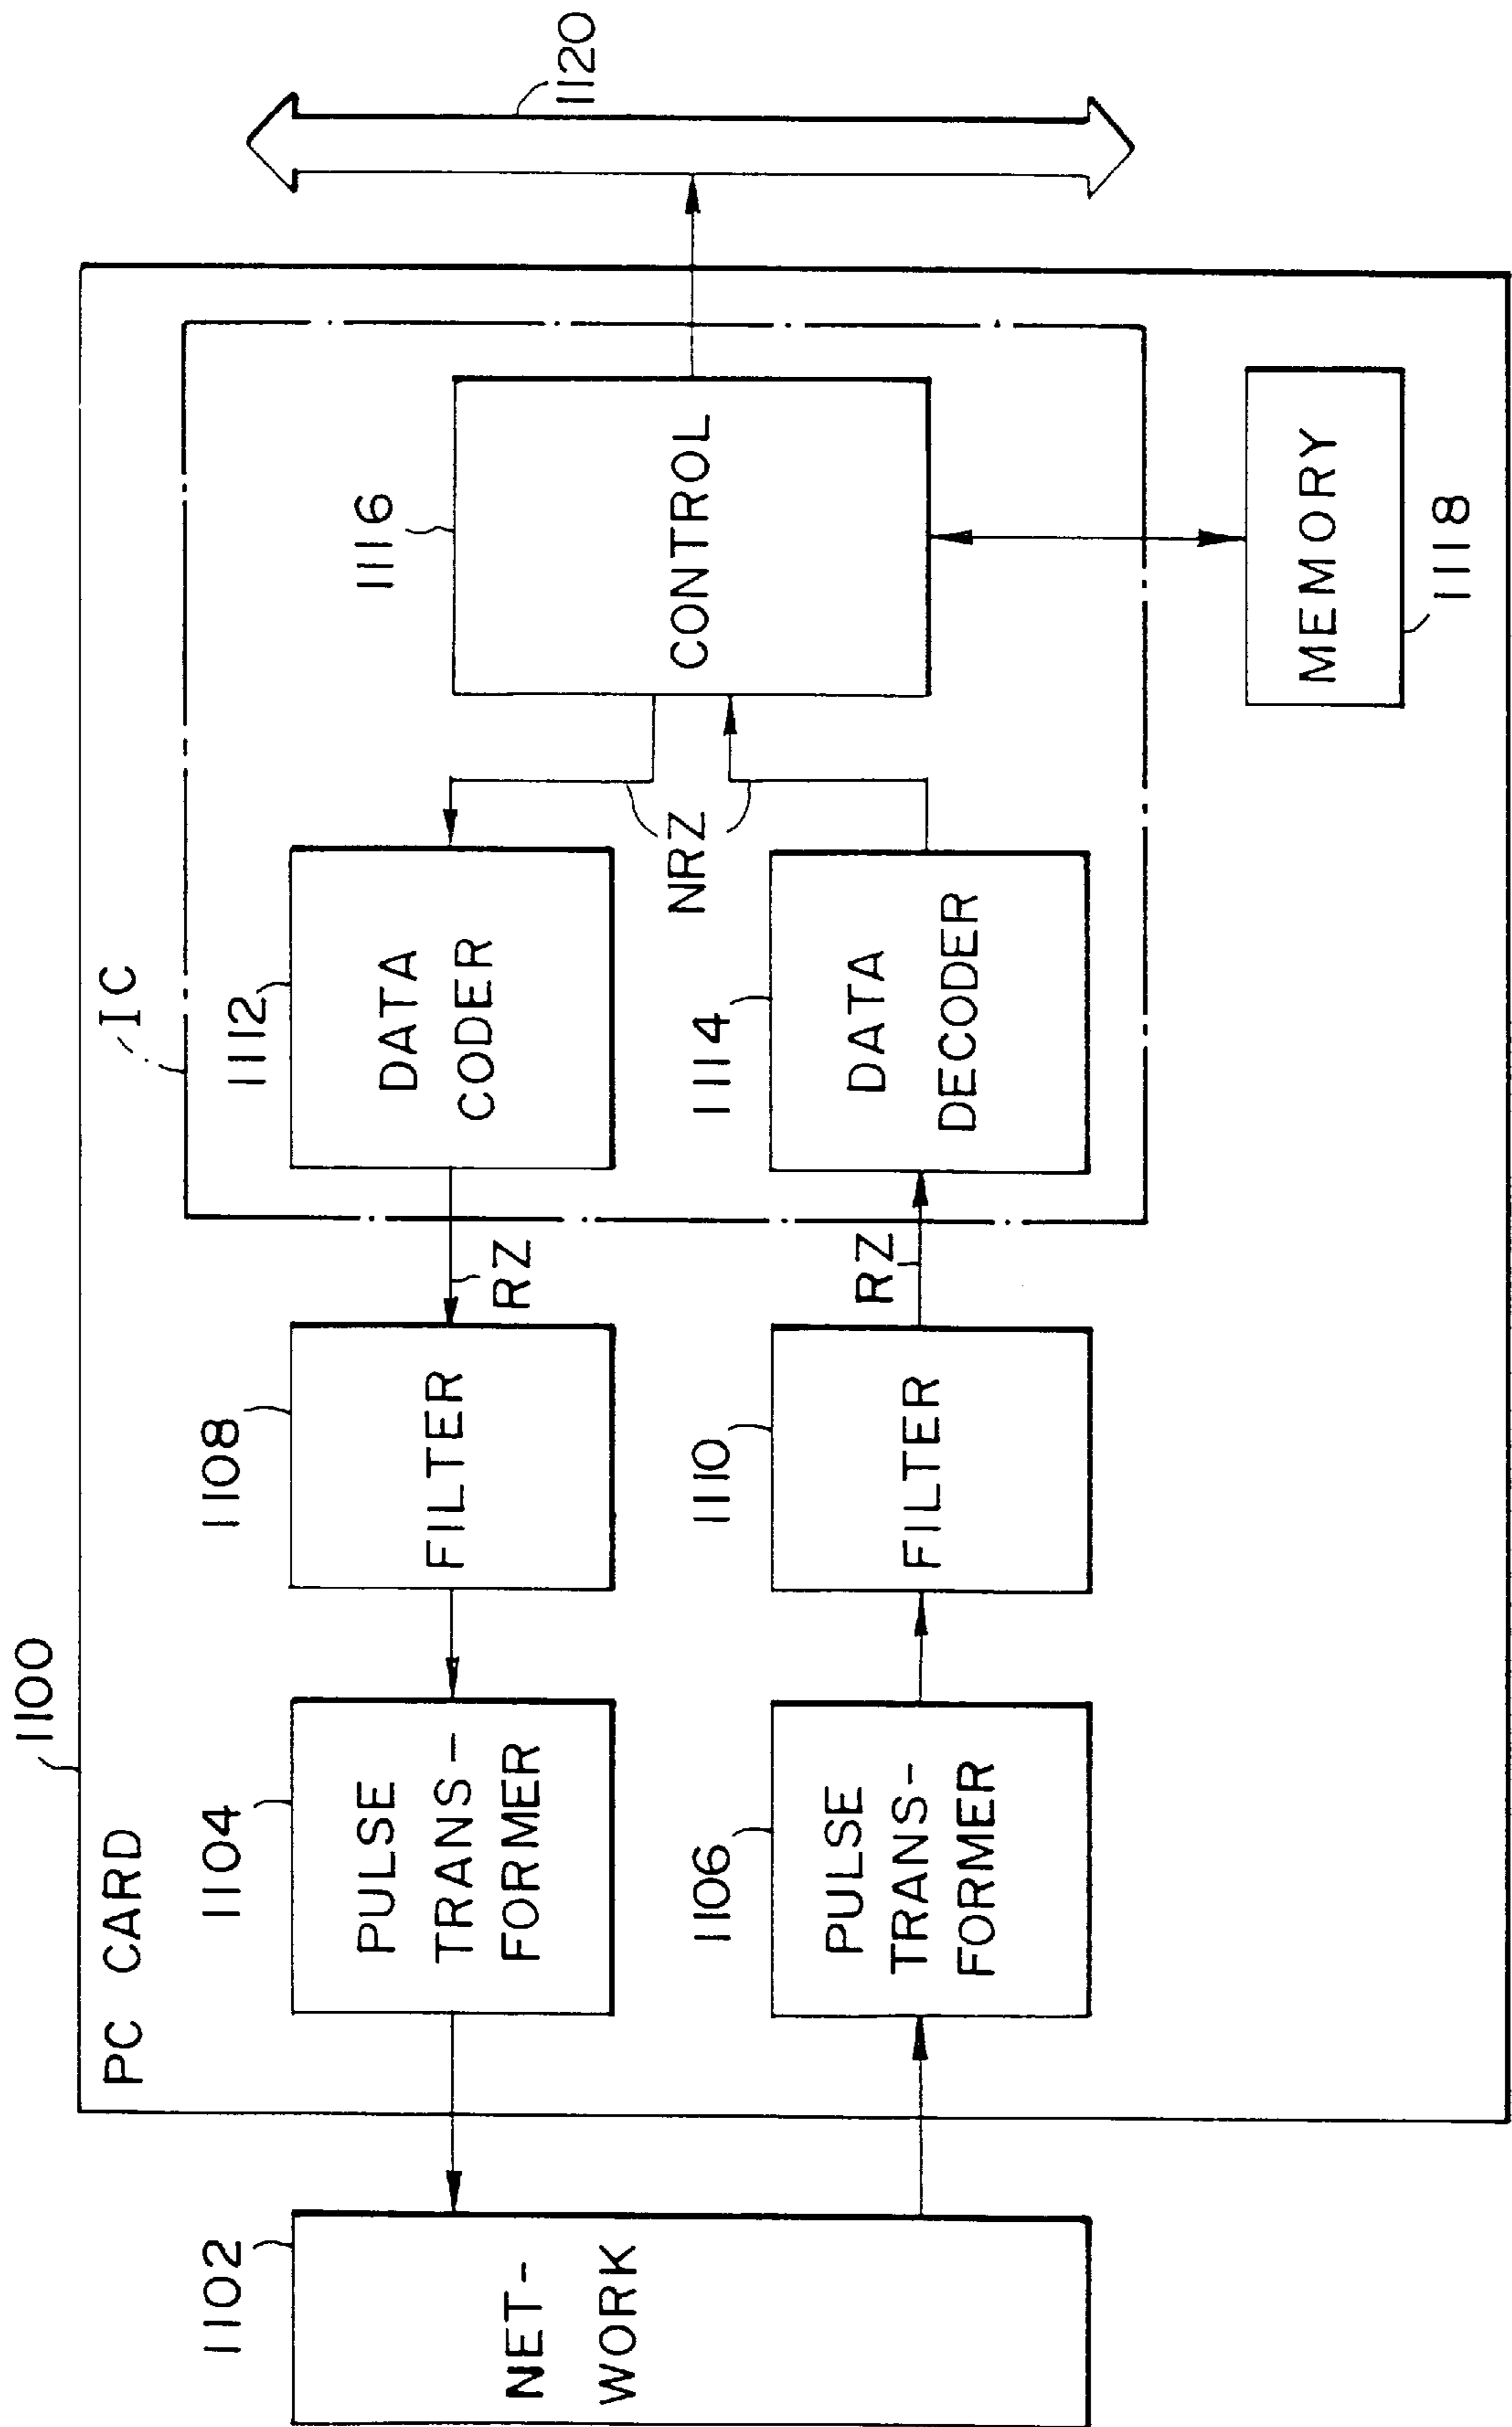 1100
PC CARD
IC
1120
1102
NET-
WORK
1104
PULSE
TRANS-
FORMER
1108
FILTER
RZ
1112
DATA
CODER
NRZ
1116
CONTROL
1106
PULSE
TRANS-
FORMER
1110
FILTER
RZ
1114
DATA
DECODER
MEMORY
1118